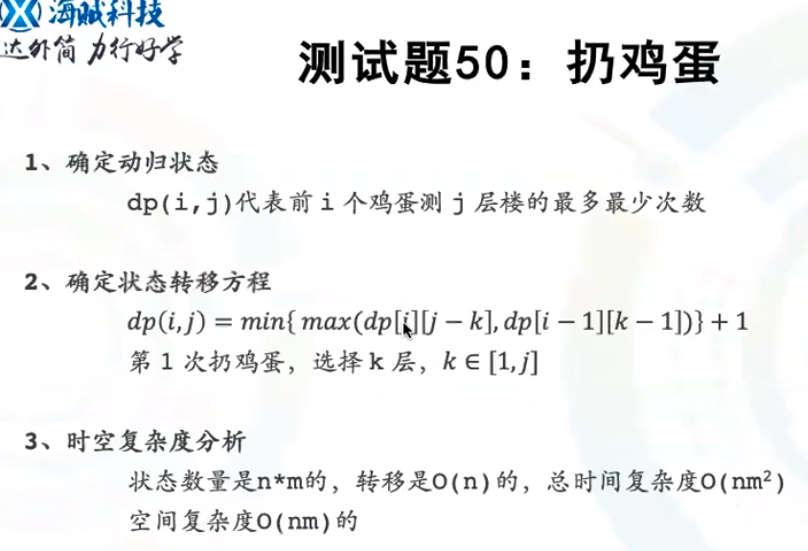 海贼科技
达外简 力行好学
测试题50：扔鸡蛋
1、确定动归状态
dp(i,j)代表前 i 个鸡蛋测 j 层楼的最多最少次数
2、确定状态转移方程
dp(i,j) = min{ max(dp[i][j − k], dp[i − 1][k − 1])} + 1
第 1 次扔鸡蛋，选择 k 层，k ∈ [1, j]
3、时空复杂度分析
状态数量是n*m的，转移是O(n)的，总时间复杂度O(nm²)
空间复杂度O(nm)的